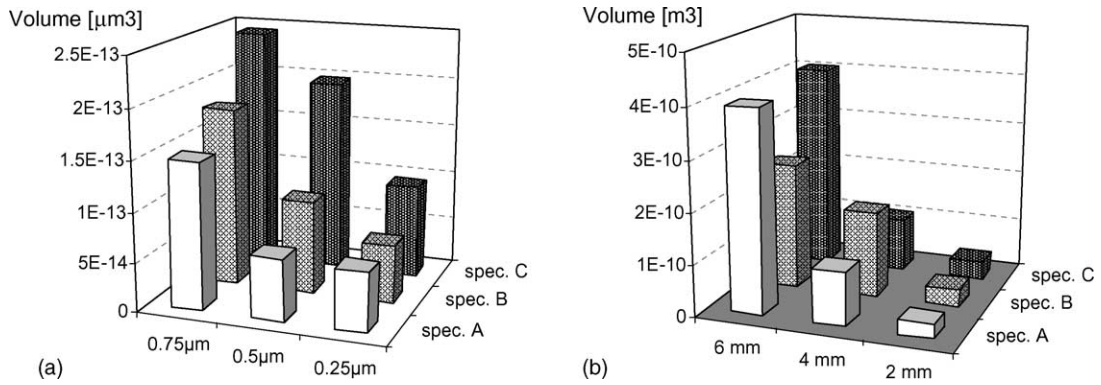 Volume [µm3]
2.5E-13
2E-13
1.5E-13
1E-13
5E-14
0
0.75µm
0.5µm
0.25µm
spec. C
spec. B
spec. A
(a)
Volume [m3]
5E-10
4E-10
3E-10
2E-10
1E-10
0
6 mm
4 mm
2 mm
spec. C
spec. B
spec. A
(b)